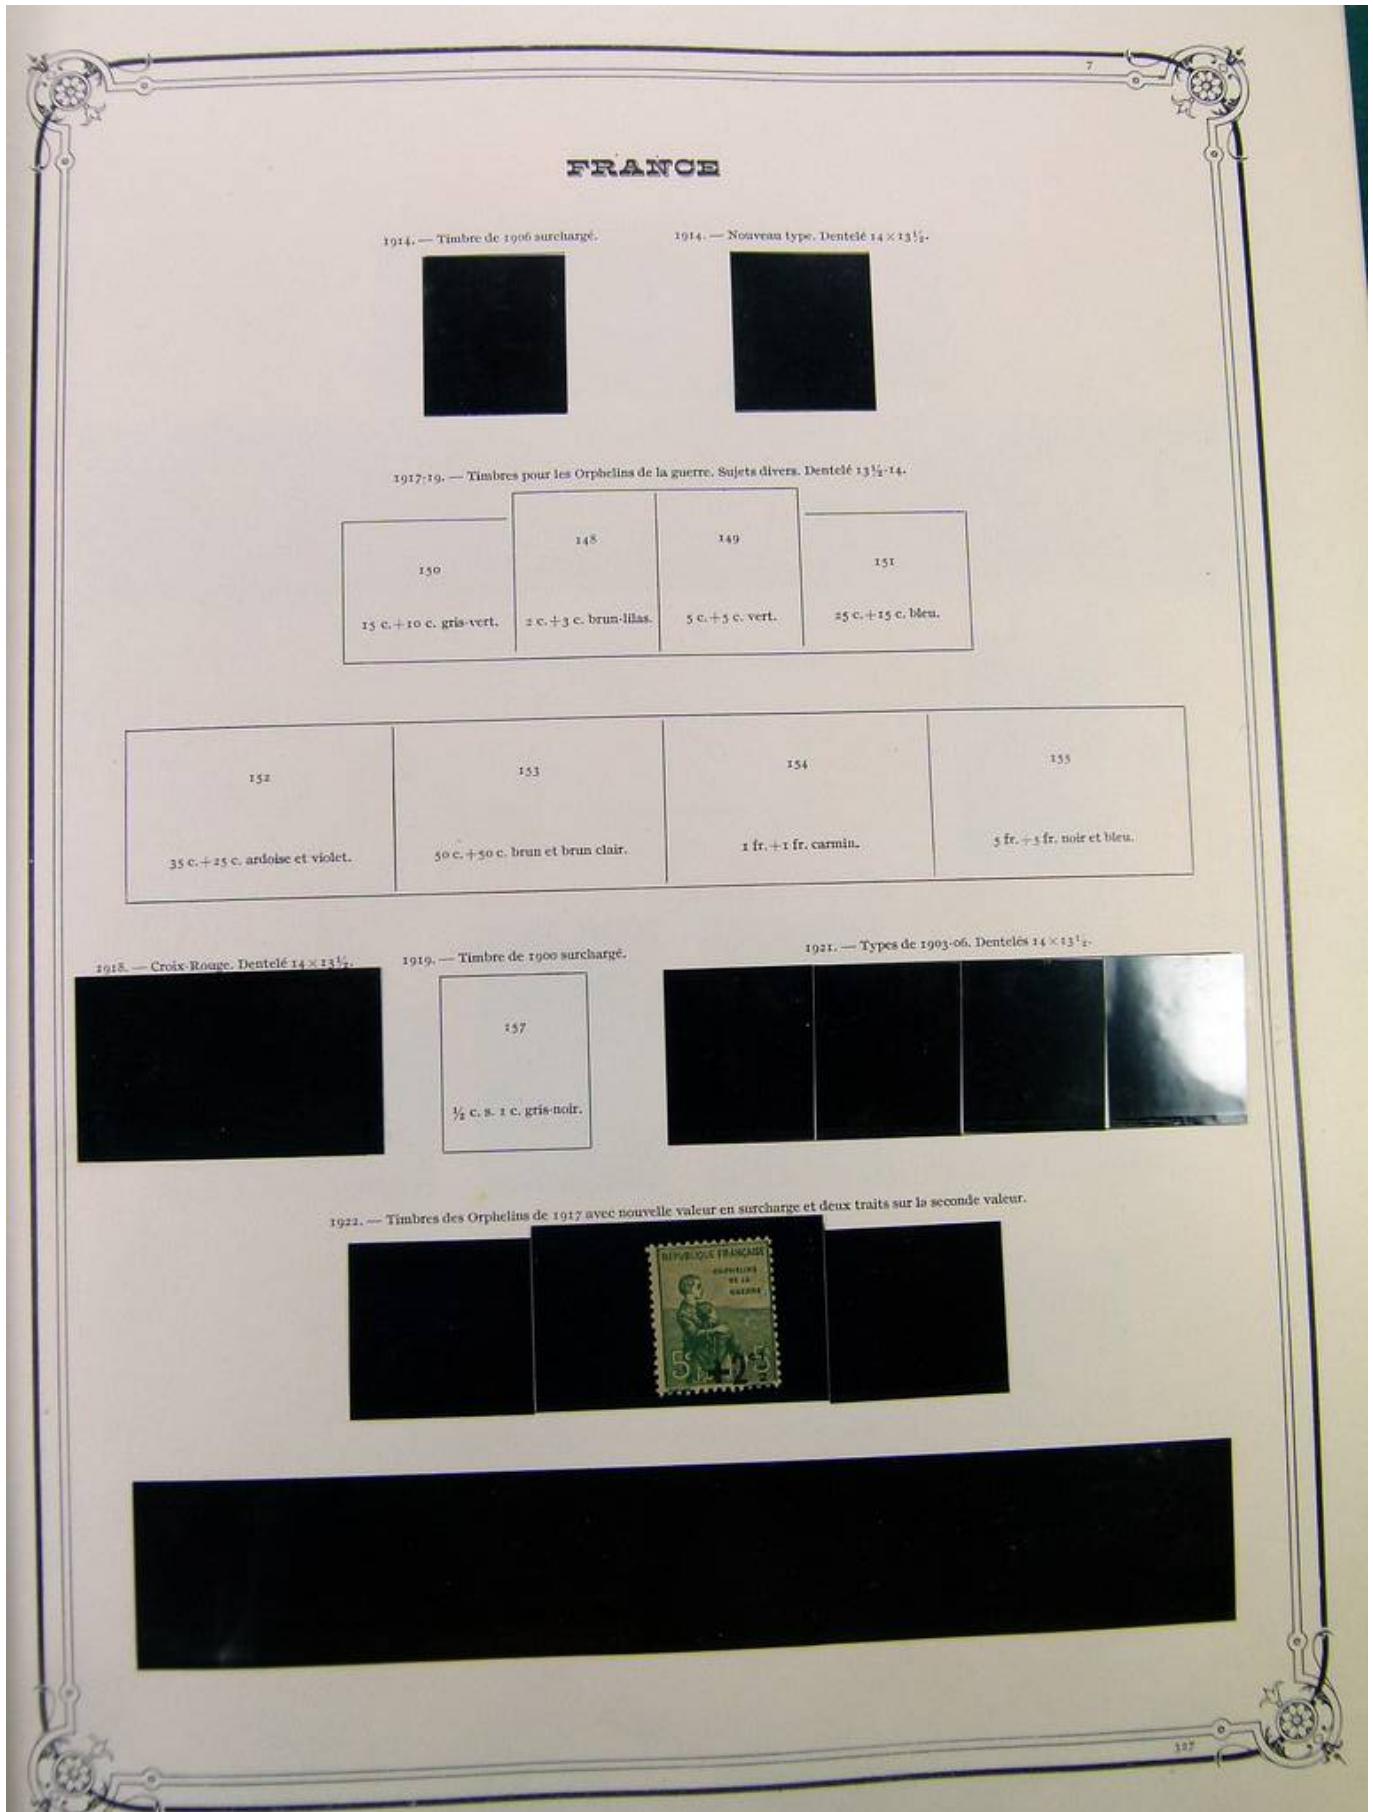 7
FRANCE
1914. — Timbre de 1906 surchargé.
1914. — Nouveau type. Dentelé 14 × 13½.
1917-19. — Timbres pour les Orphelins de la guerre. Sujets divers. Dentelé 13½-14.
150
148
149
151
15 c. + 10 c. gris-vert.
2 c. + 3 c. brun-lilas.
5 c. + 5 c. vert.
25 c. + 15 c. bleu.
152
153
154
155
35 c. + 25 c. ardoise et violet.
50 c. + 50 c. brun et brun clair.
1 fr. + 1 fr. carmin.
5 fr. + 5 fr. noir et bleu.
1918. — Croix-Rouge. Dentelé 14 × 13½.
1919. — Timbre de 1900 surchargé.
1921. — Types de 1903-06. Dentelés 14 × 13½.
157
½ c. s. 1 c. gris-noir.
1922. — Timbres des Orphelins de 1917 avec nouvelle valeur en surcharge et deux traits sur la seconde valeur.
REPUBLIQUE FRANÇAISE
ORPHELINS
DE LA
GUERRE
5c
5
127